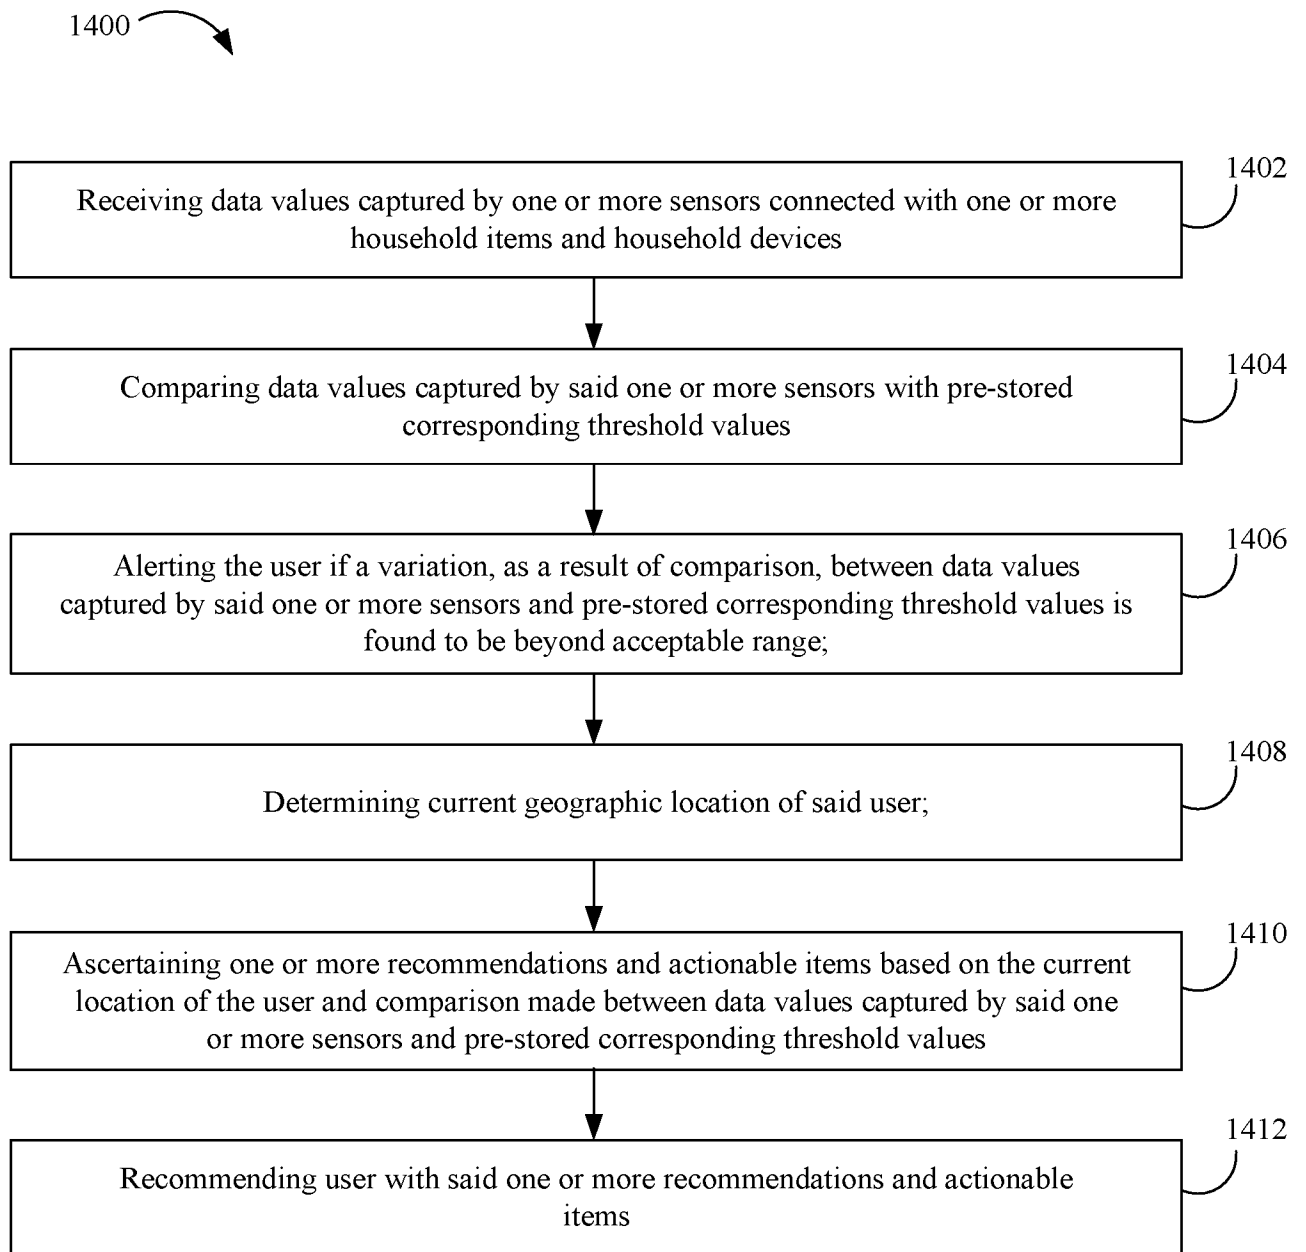 1400
1402
Receiving data values captured by one or more sensors connected with one or more
household items and household devices
1404
Comparing data values captured by said one or more sensors with pre-stored
corresponding threshold values
1406
Alerting the user if a variation, as a result of comparison, between data values
captured by said one or more sensors and pre-stored corresponding threshold values is
found to be beyond acceptable range;
1408
Determining current geographic location of said user;
1410
Ascertaining one or more recommendations and actionable items based on the current
location of the user and comparison made between data values captured by said one
or more sensors and pre-stored corresponding threshold values
1412
Recommending user with said one or more recommendations and actionable
items